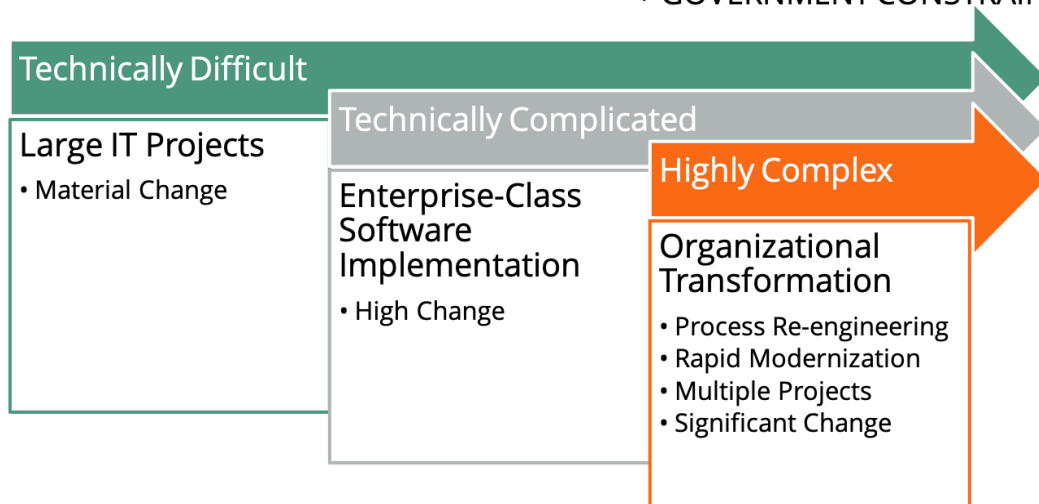 • GOVERNMENT
Technically Difficult
Large IT Projects
• Material Change
Technically Complicated
Enterprise-Class
Software
Implementation
• High Change
Highly Complex
Organizational
Transformation
• Process Re-engineering
• Rapid Modernization
• Multiple Projects
• Significant Change